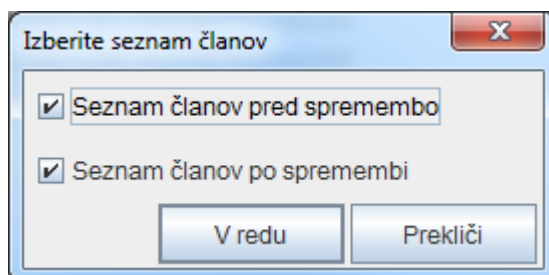 Izberite seznam članov
Seznam članov pred spremembo
Seznam članov po spremembi
V redu
Prekliči